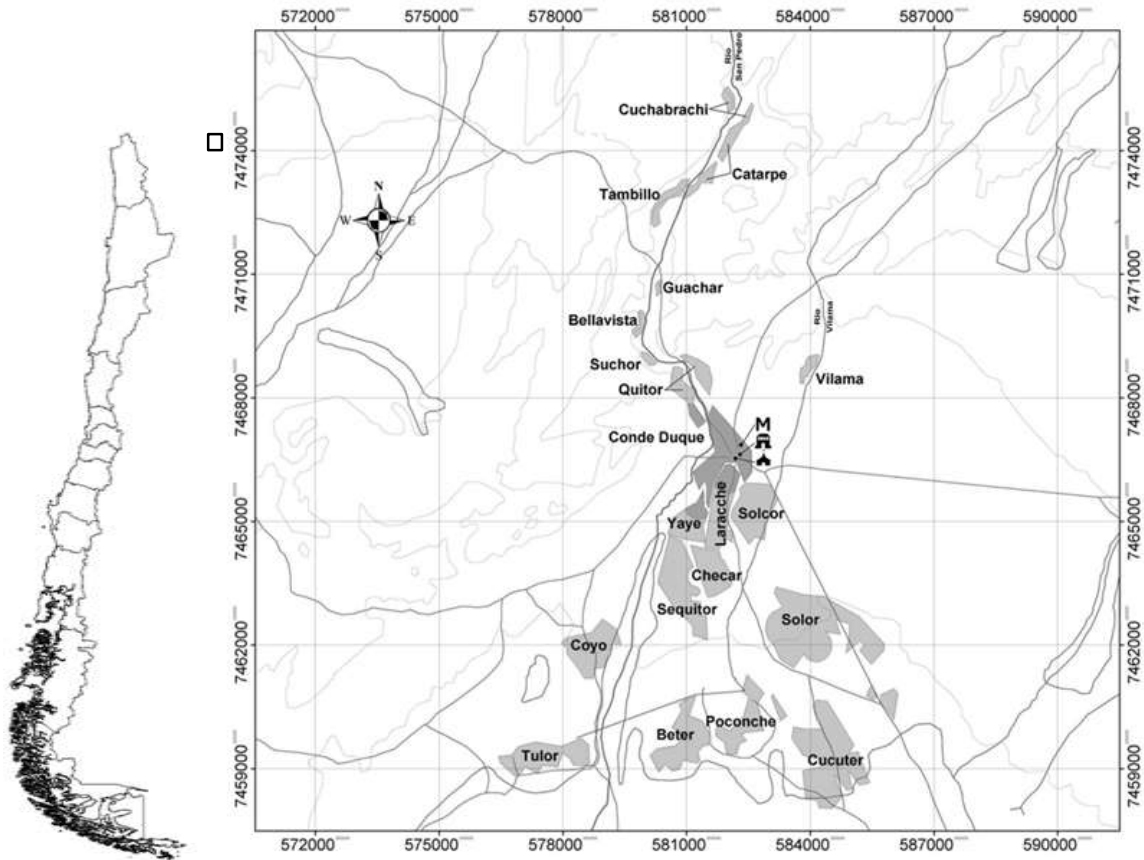 572000 575000 578000 581000 584000 587000 590000
Rio
San Pedro
Cuchabrachi
7474000 7474000
Catarpe
Tambillo
N
W E
S
7471000 7471000
Guachar
Bellavista
Rio
Vilama
Suchor
Vilama
Quitor
7468000 7468000
M
Conde Duque
Laracche
Solcor
7465000 7465000
Yaye
Checar
Sequitor
Solor
Coyo
7462000 7462000
Poconche
Beter
Tulor
Cucuter
7459000 7459000
572000 575000 578000 581000 584000 587000 590000